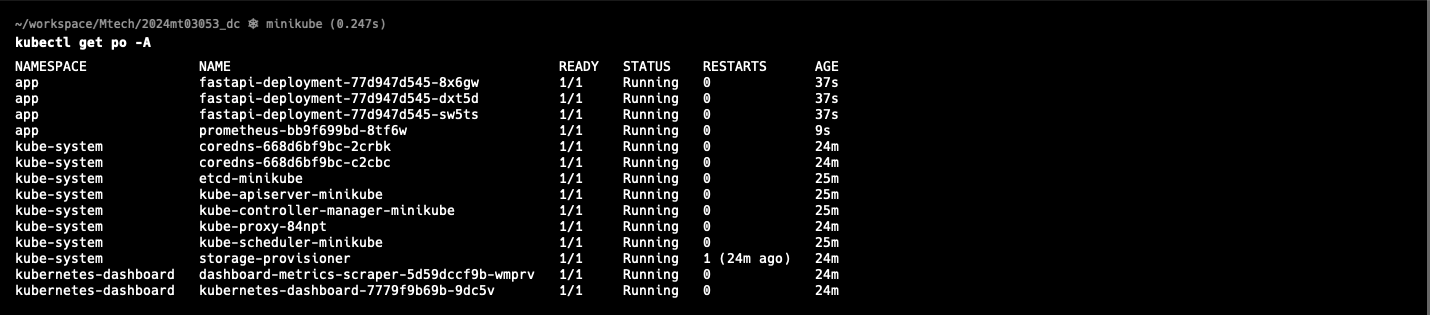 ~/workspace/Mtech/2024mt03053_dc ⎈ minikube (0.247s)
kubectl get po -A
NAMESPACE NAME READY STATUS RESTARTS AGE
app fastapi-deployment-77d947d545-8x6gw 1/1 Running 0 37s
app fastapi-deployment-77d947d545-dxt5d 1/1 Running 0 37s
app fastapi-deployment-77d947d545-sw5ts 1/1 Running 0 37s
app prometheus-bb9f699bd-8tf6w 1/1 Running 0 9s
kube-system coredns-668d6bf9bc-2crbk 1/1 Running 0 24m
kube-system coredns-668d6bf9bc-c2cbc 1/1 Running 0 24m
kube-system etcd-minikube 1/1 Running 0 25m
kube-system kube-apiserver-minikube 1/1 Running 0 25m
kube-system kube-controller-manager-minikube 1/1 Running 0 25m
kube-system kube-proxy-84npt 1/1 Running 0 24m
kube-system kube-scheduler-minikube 1/1 Running 0 25m
kube-system storage-provisioner 1/1 Running 1 (24m ago) 24m
kubernetes-dashboard dashboard-metrics-scraper-5d59dccf9b-wmprv 1/1 Running 0 24m
kubernetes-dashboard kubernetes-dashboard-7779f9b69b-9dc5v 1/1 Running 0 24m